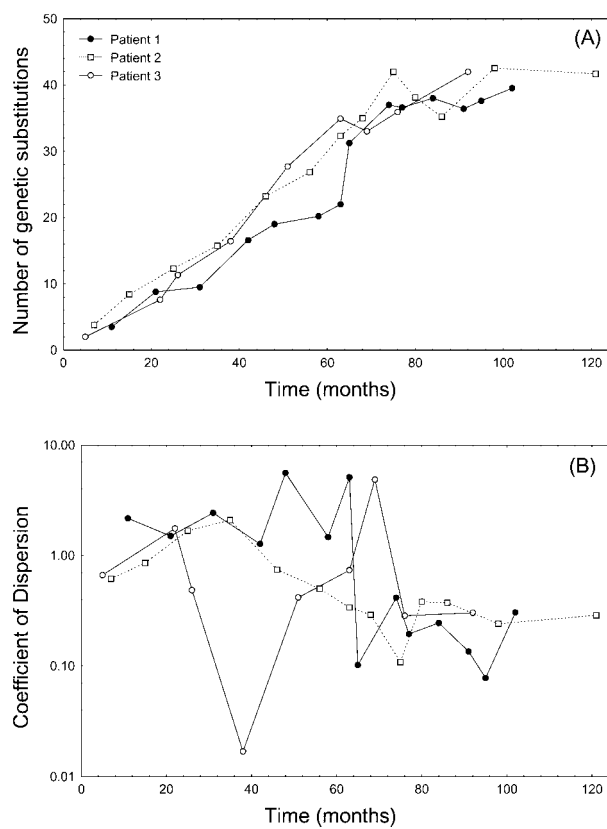 (A)
Patient 1
Patient 2
Patient 3
50
40
30
20
10
0
Number of genetic substitutions
0 20 40 60 80 100 120
Time (months)
(B)
10.00
1.00
0.10
0.01
Coefficient of Dispersion
0 20 40 60 80 100 120
Time (months)